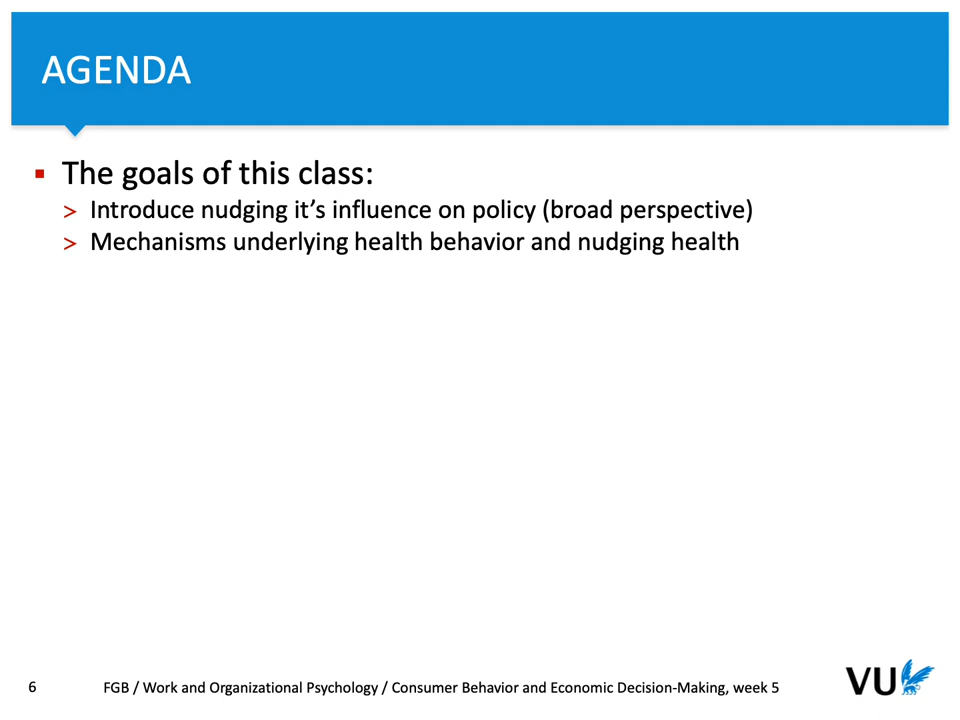 AGENDA
▪ The goals of this class:
> Introduce nudging it’s influence on policy (broad perspective)
> Mechanisms underlying health behavior and nudging health
6 FGB / Work and Organizational Psychology / Consumer Behavior and Economic Decision-Making, week 5
VU